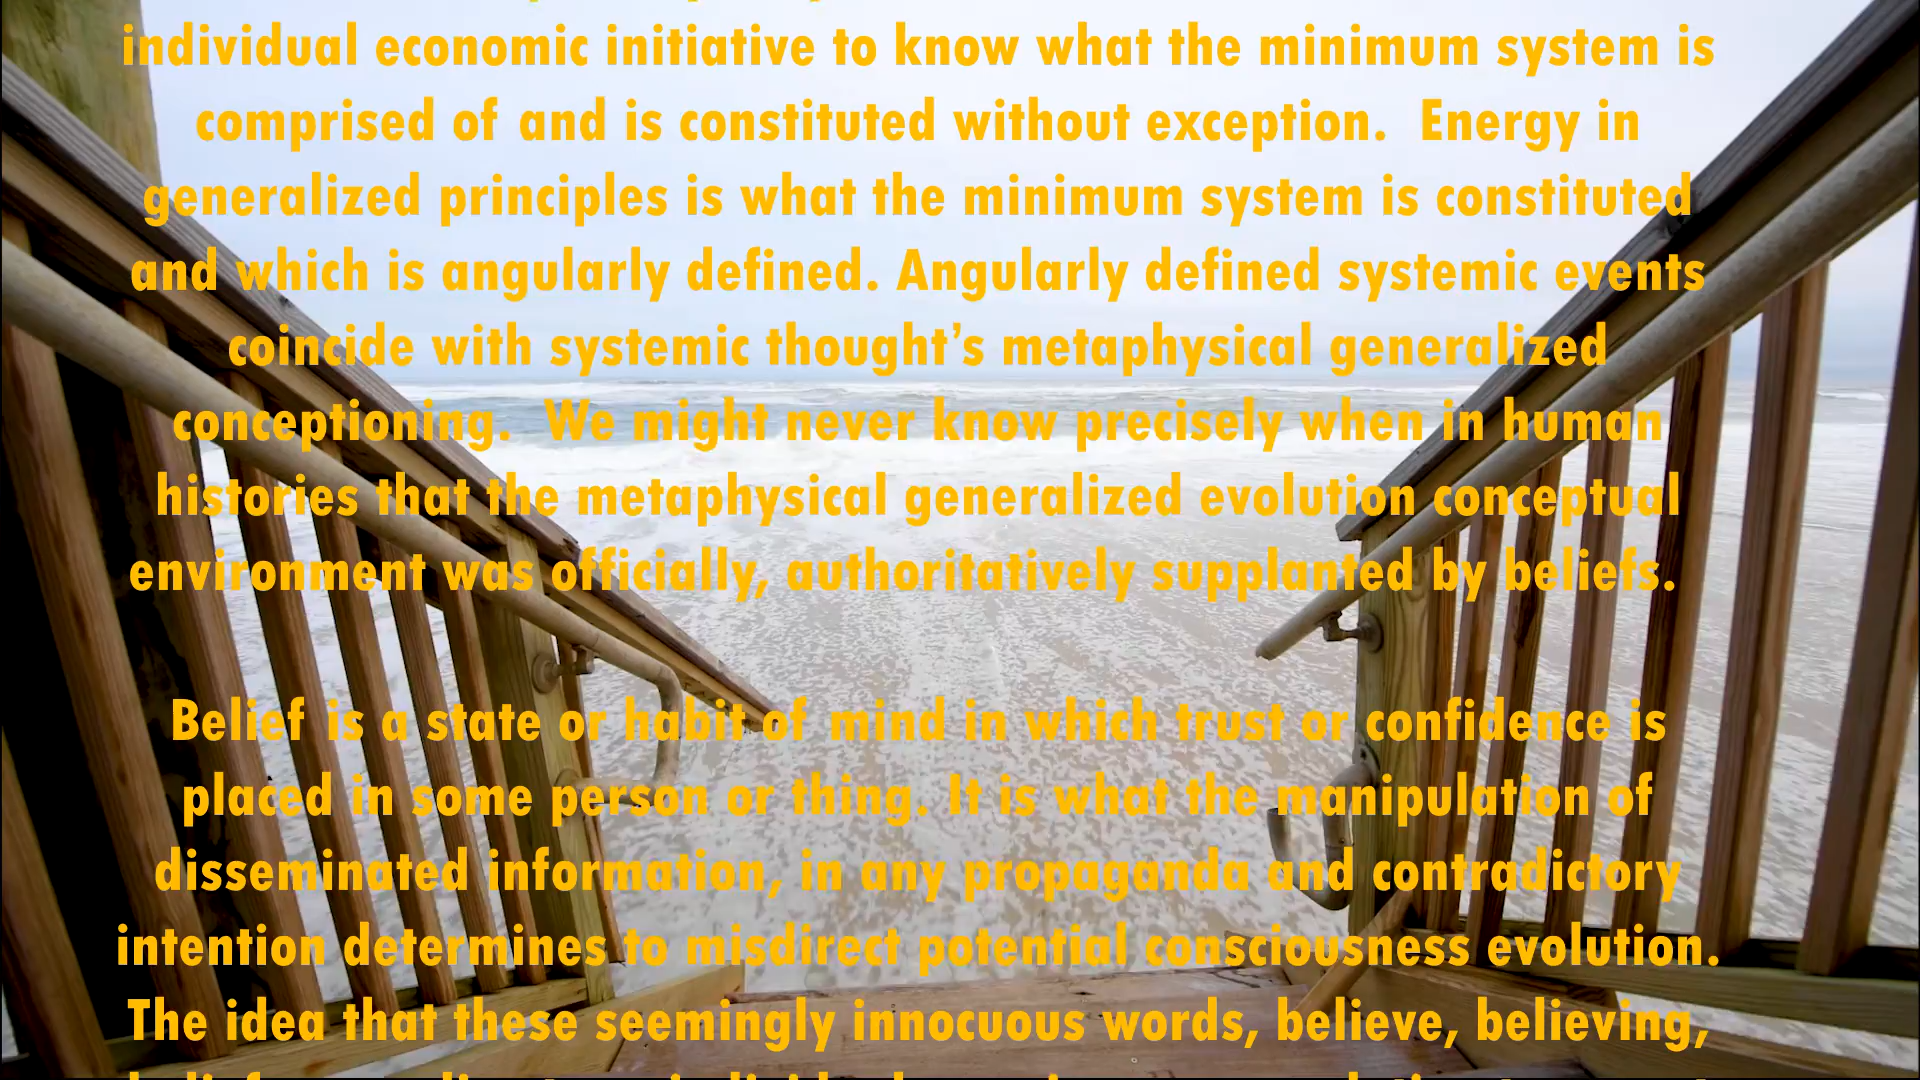 individual economic initiative to know what the minimum system is
comprised of and is constituted without exception.  Energy in
generalized principles is what the minimum system is constituted
and which is angularly defined. Angularly defined systemic events
coincide with systemic thought’s metaphysical generalized
conceptioning.  We might never know precisely when in human
histories that the metaphysical generalized evolution conceptual
environment was officially, authoritatively supplanted by beliefs.
Belief is a state or habit of mind in which trust or confidence is
placed in some person or thing. It is what the manipulation of
disseminated information, in any propaganda and contradictory
intention determines to misdirect potential consciousness evolution.
The idea that these seemingly innocuous words, believe, believing,